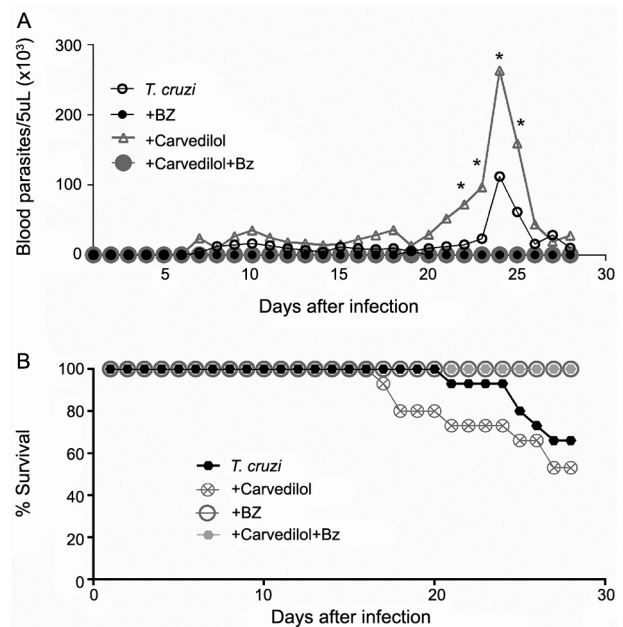 A
Blood parasites/5uL (x10³)
300
200
100
0
5
10
15
20
25
30
T. cruzi
+BZ
+Carvedilol
+Carvedilol+Bz
*
*
*
*
Days after infection
B
% Survival
100
80
60
40
20
0
0
10
20
30
T. cruzi
+Carvedilol
+BZ
+Carvedilol+Bz
Days after infection